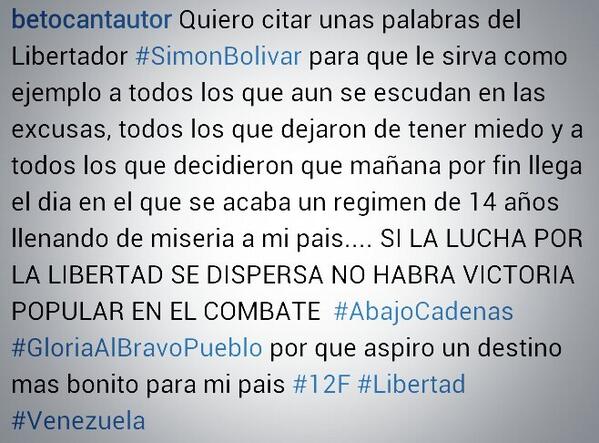 betocantautor Quiero citar unas palabras del
Libertador #SimonBolivar para que le sirva como
ejemplo a todos los que aun se escudan en las
excusas, todos los que dejaron de tener miedo y a
todos los que decidieron que mañana por fin llega
el dia en el que se acaba un regimen de 14 años
llenando de miseria a mi pais.... SI LA LUCHA POR
LA LIBERTAD SE DISPERSA NO HABRA VICTORIA
POPULAR EN EL COMBATE #AbajoCadenas
#GloriaAlBravoPueblo por que aspiro un destino
mas bonito para mi pais #12F #Libertad
#Venezuela